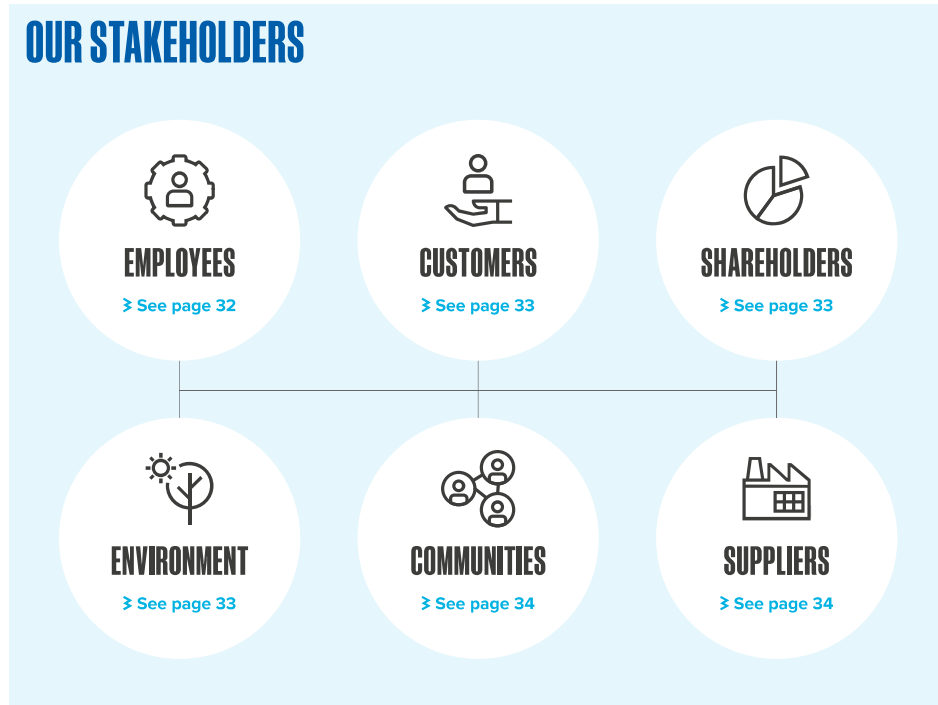 OUR STAKEHOLDERS
EMPLOYEES
See page 32
CUSTOMERS
See page 33
SHAREHOLDERS
See page 33
ENVIRONMENT
See page 33
COMMUNITIES
See page 34
SUPPLIERS
See page 34